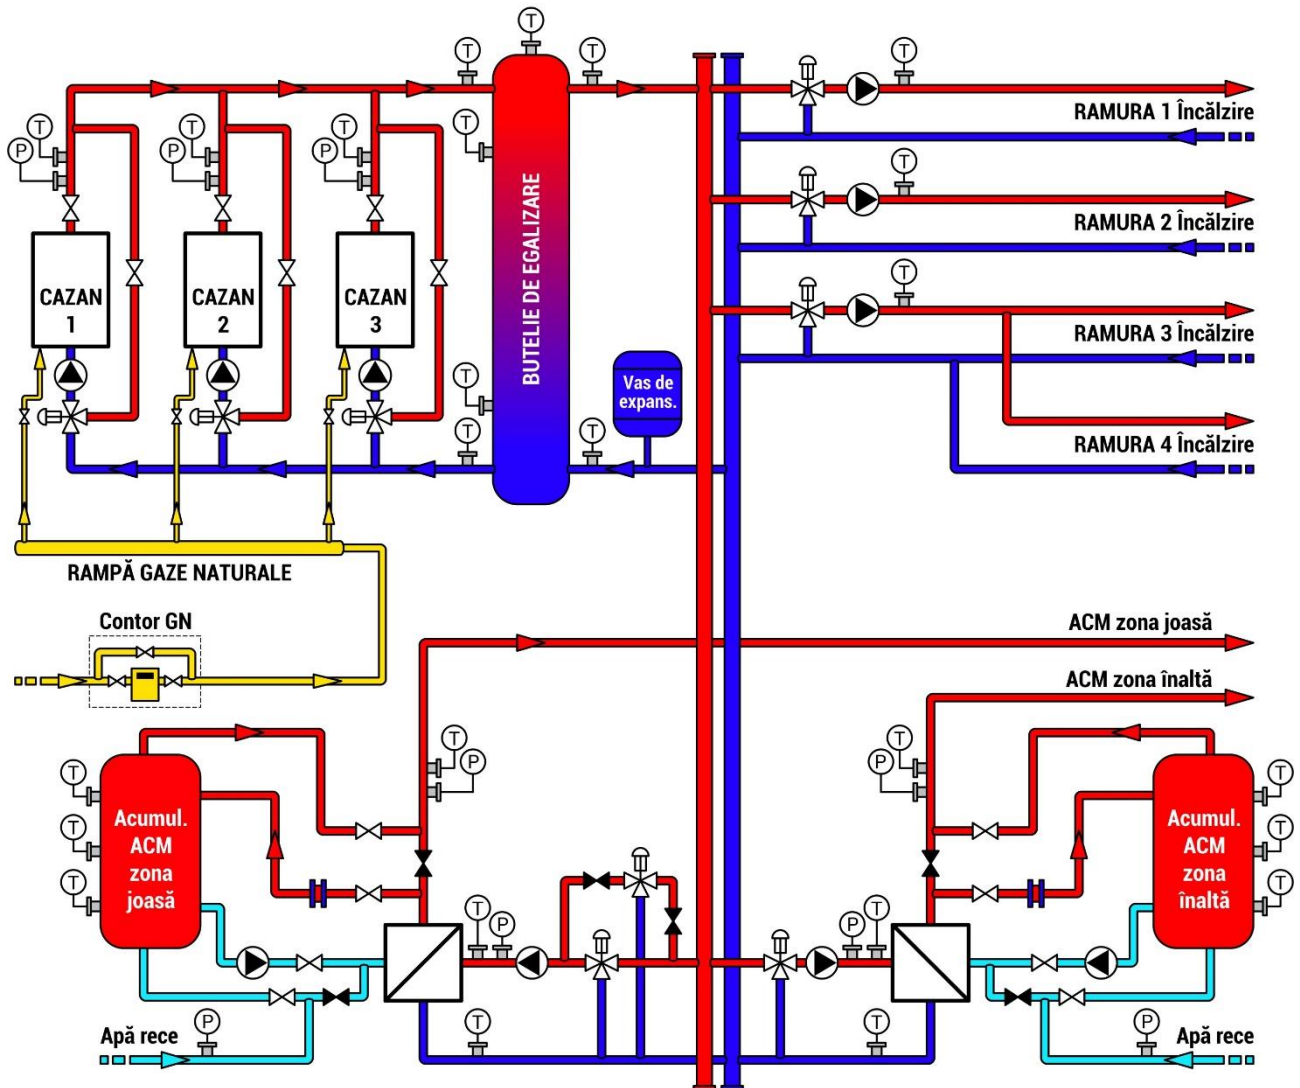 T
T
T
T
RAMURA 1 Încălzire
T
P
T
P
T
P
T
T
RAMURA 2 Încălzire
CAZAN
1
CAZAN
2
CAZAN
3
BUTELIE DE EGALIZARE
T
RAMURA 3 Încălzire
Vas de
expans.
T
T
T
RAMURA 4 Încălzire
RAMPĂ GAZE NATURALE
Contor GN
ACM zona joasă
ACM zona înaltă
T
P
T
P
T
T
T
Acumul.
ACM
zona
joasă
T
T
T
Acumul.
ACM
zona
înaltă
T
P
P
T
Apă rece
P
T
T
P
Apă rece